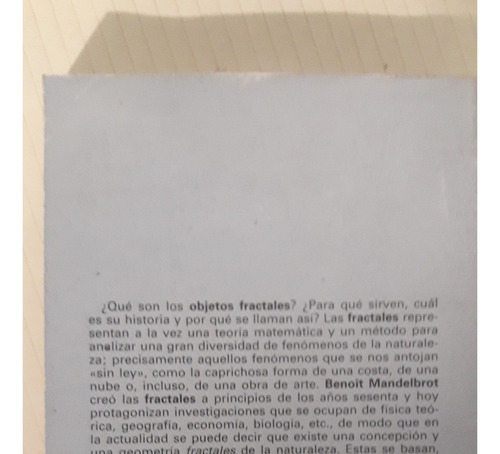 ¿Qué son los objetos fractales? ¿Para qué sirven, cuál
es su historia y por qué se llaman así? Las fractales repre-
sentan a la vez una teoría matemática y un método para
analizar una gran diversidad de fenómenos de la naturale-
za; precisamente aquellos fenómenos que se nos antojan
«sin ley», como la caprichosa forma de una costa, de una
nube o, incluso, de una obra de arte. Benoît Mandelbrot
creó las fractales a principios de los años sesenta y hoy
protagonizan investigaciones que se ocupan de física teó-
rica, geografía, economía, biología, etc., de modo que en
la actualidad se puede decir que existe una concepción y
una geometría fractales de la naturaleza. Estas se basan,